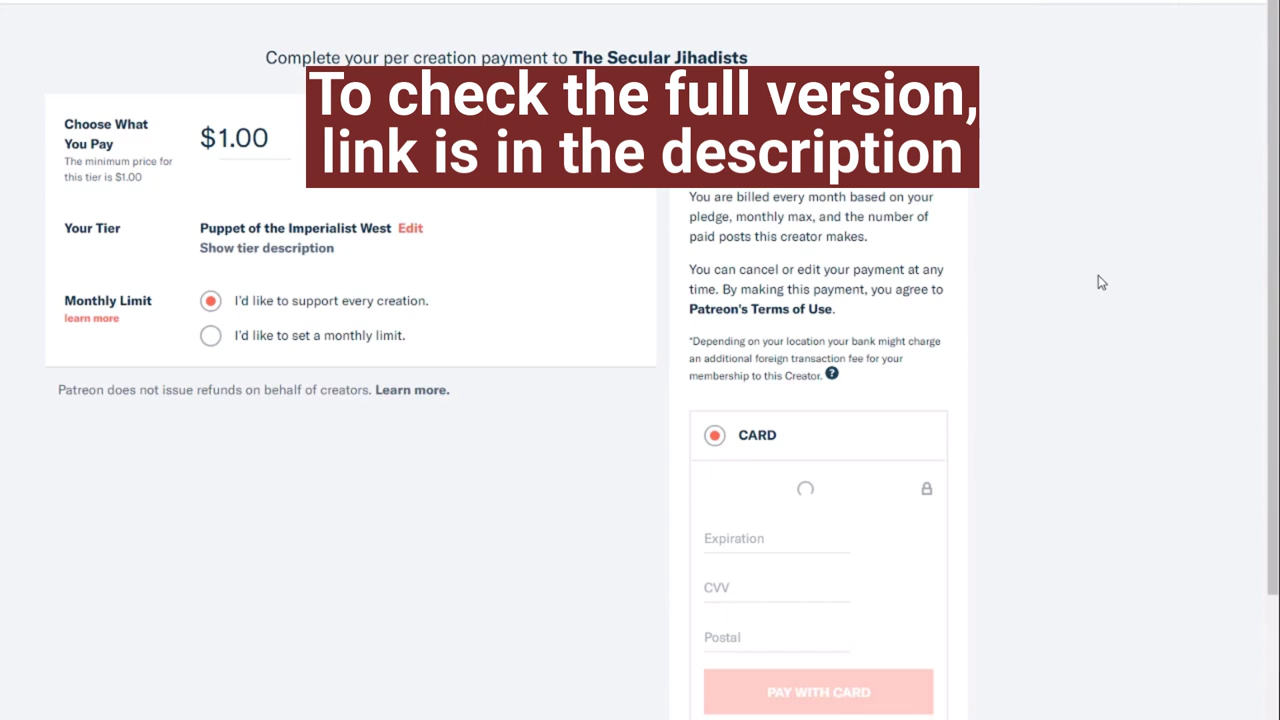 Complete your per creation payment to The Secular Jihadists
To check the full version,
link is in the description
Choose What
You Pay
The minimum price for
this tier is $1.00
$1.00
Your Tier
Puppet of the Imperialist West Edit
Show tier description
Monthly Limit
learn more
I'd like to support every creation.
I'd like to set a monthly limit.
Patreon does not issue refunds on behalf of creators. Learn more.
You are billed every month based on your
pledge, monthly max, and the number of
paid posts this creator makes.
You can cancel or edit your payment at any
time. By making this payment, you agree to
Patreon's Terms of Use.
*Depending on your location your bank might charge
an additional foreign transaction fee for your
membership to this Creator. ?
CARD
Expiration
CVV
Postal
PAY WITH CARD